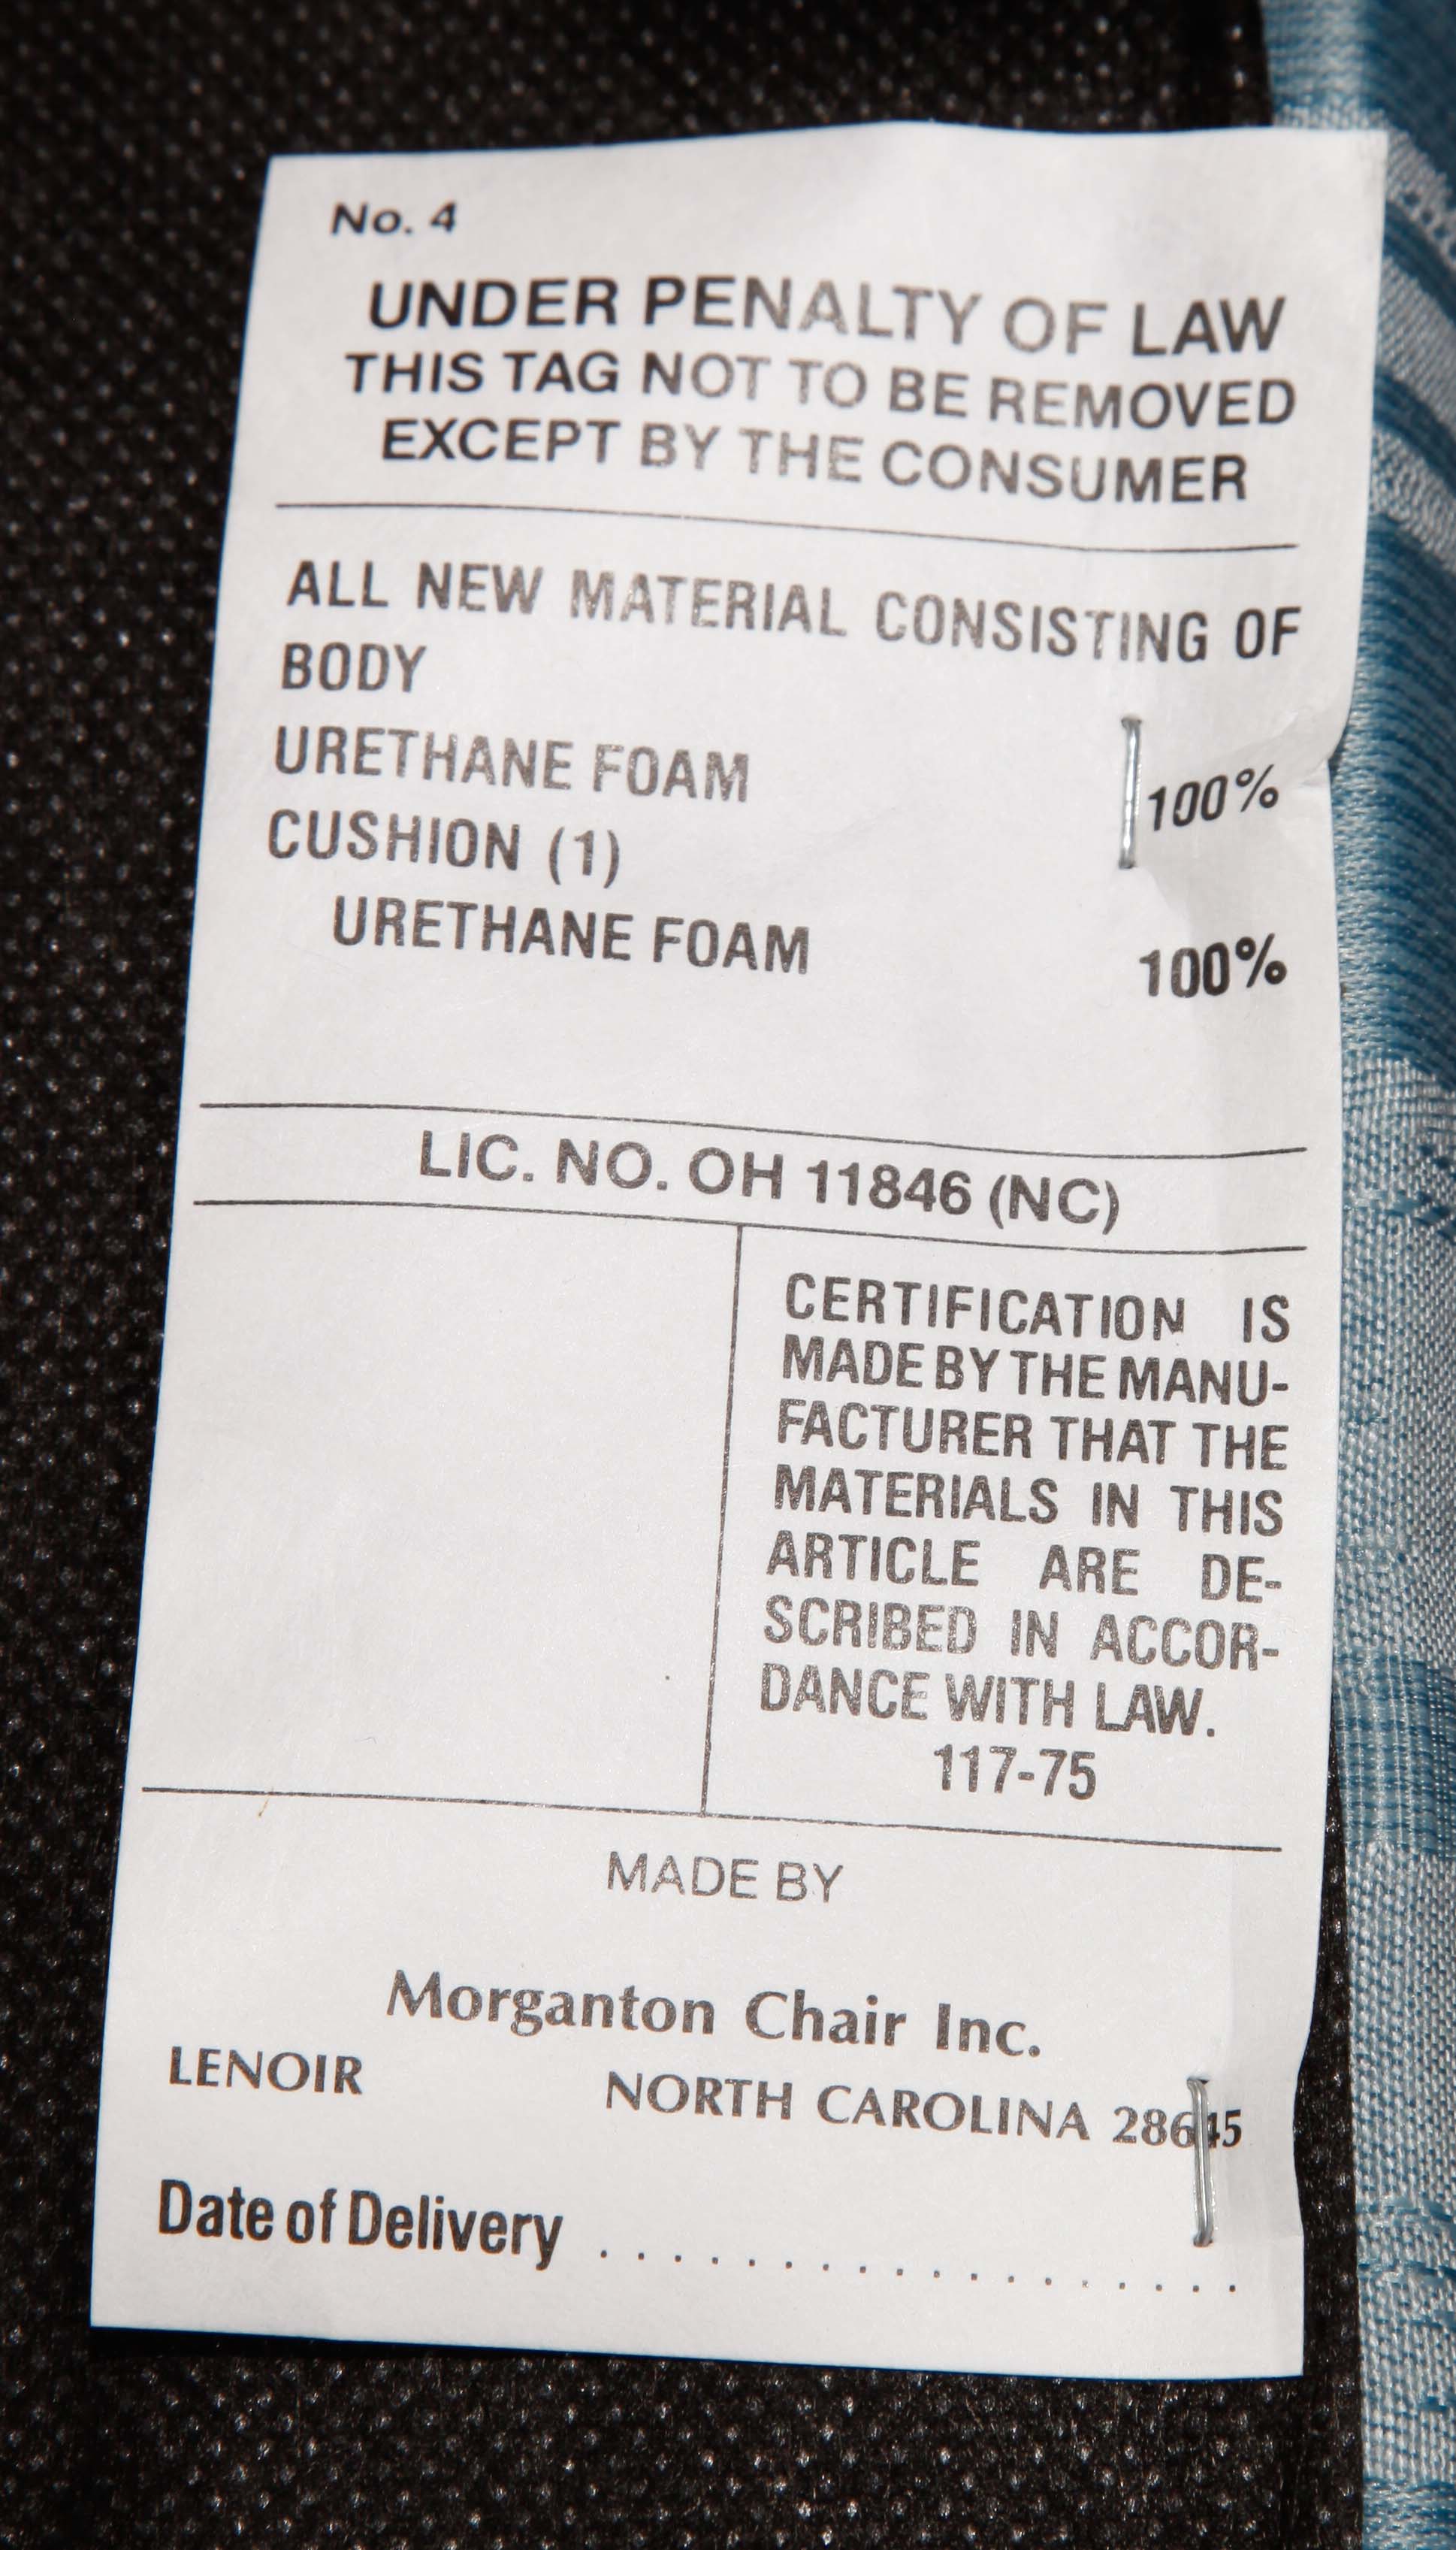 No. 4
UNDER PENALTY OF LAW
THIS TAG NOT TO BE REMOVED
EXCEPT BY THE CONSUMER
ALL NEW MATERIAL CONSISTING OF
BODY
URETHANE FOAM 100%
CUSHION (1)
URETHANE FOAM 100%
LIC. NO. OH 11846 (NC)
CERTIFICATION IS
MADE BY THE MANU-
FACTURER THAT THE
MATERIALS IN THIS
ARTICLE ARE DE-
SCRIBED IN ACCOR-
DANCE WITH LAW.
117-75
MADE BY
Morganton Chair Inc.
LENOIR NORTH CAROLINA 28645
Date of Delivery ..................